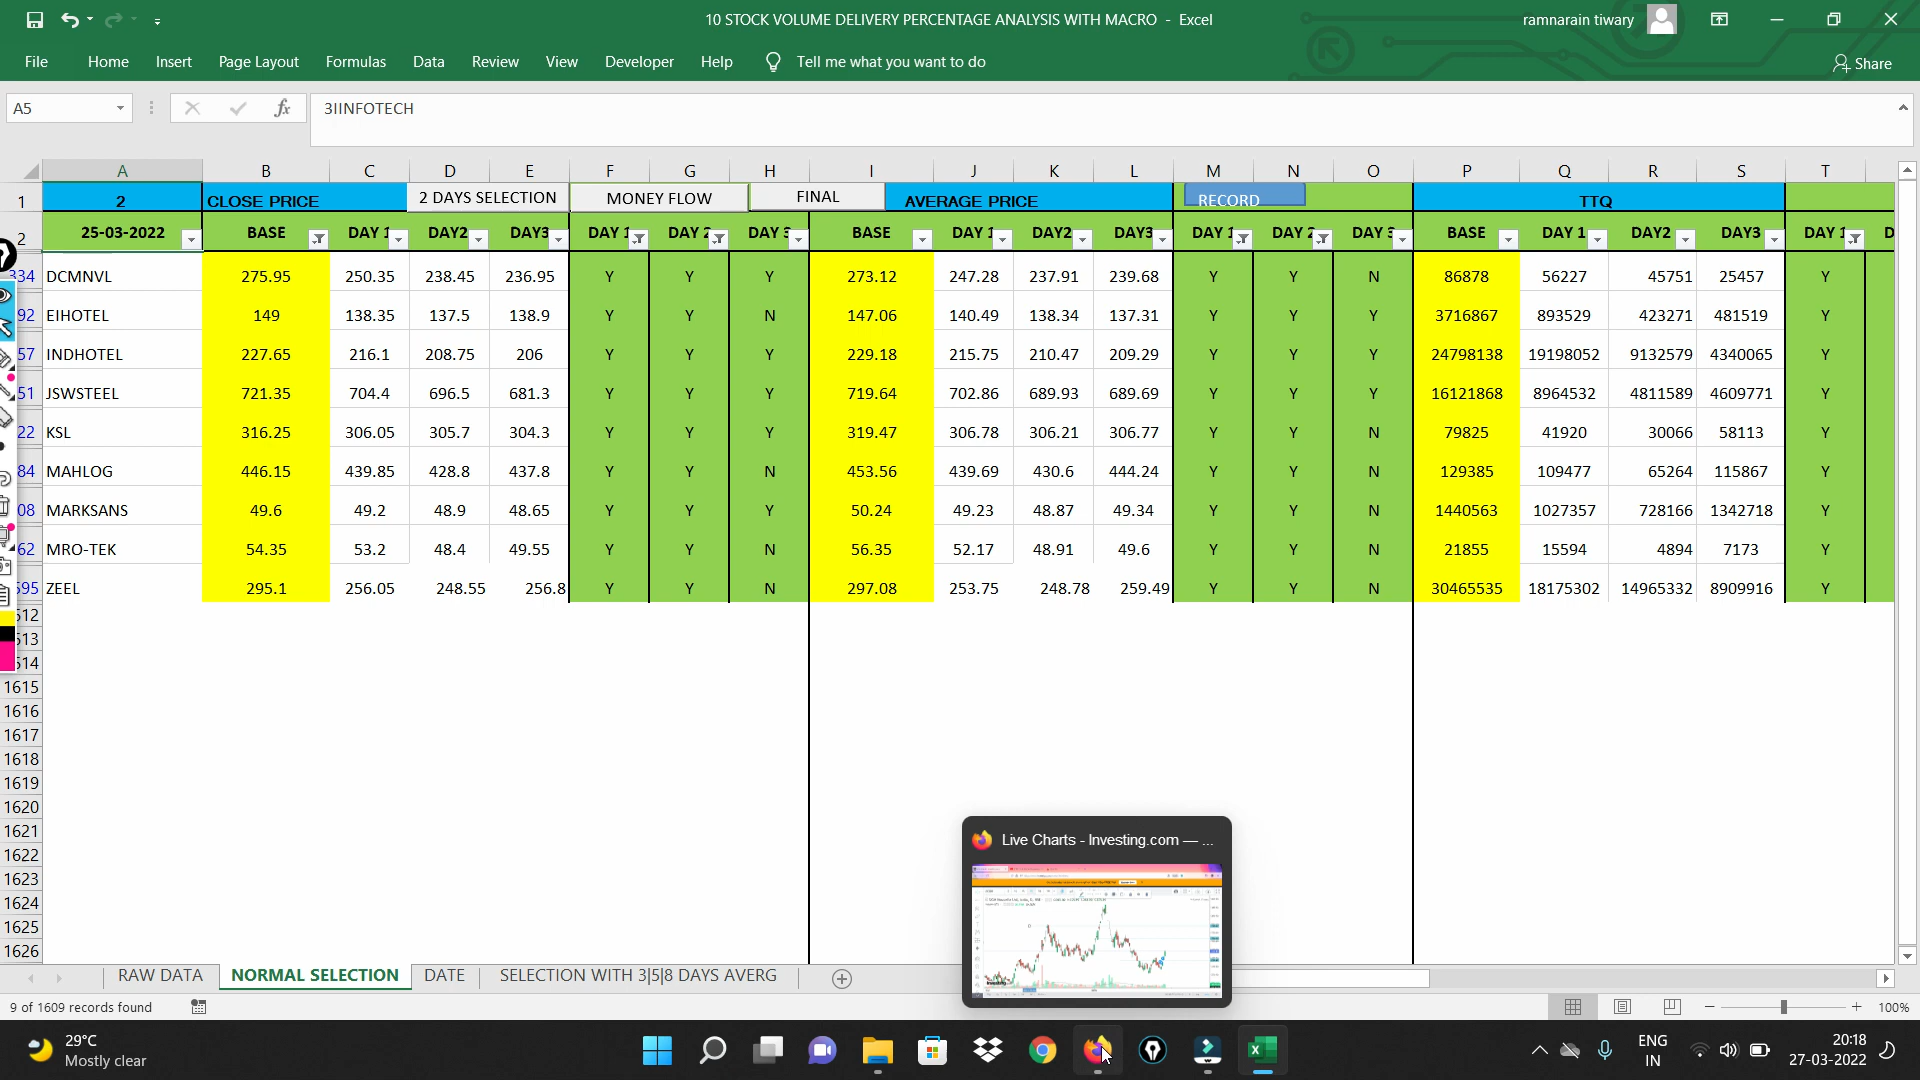 10 STOCK VOLUME DELIVERY PERCENTAGE ANALYSIS WITH MACRO - Excel
ramnarain tiwary
File Home Insert Page Layout Formulas Data Review View Developer Help Tell me what you want to do Share
A5 fx 3IINFOTECH
A B C D E F G H I J K L M N O P Q R S T
1 2 CLOSE PRICE 2 DAYS SELECTION MONEY FLOW FINAL AVERAGE PRICE RECORD TTQ
2 25-03-2022 BASE DAY 1 DAY2 DAY3 DAY 1 DAY 2 DAY 3 BASE DAY 1 DAY2 DAY3 DAY 1 DAY 2 DAY 3 BASE DAY 1 DAY2 DAY3 DAY 1 D
334 DCMNVL 275.95 250.35 238.45 236.95 Y Y Y 273.12 247.28 237.91 239.68 Y Y N 86878 56227 45751 25457 Y
92 EIHOTEL 149 138.35 137.5 138.9 Y Y N 147.06 140.49 138.34 137.31 Y Y Y 3716867 893529 423271 481519 Y
57 INDHOTEL 227.65 216.1 208.75 206 Y Y Y 229.18 215.75 210.47 209.29 Y Y Y 24798138 19198052 9132579 4340065 Y
51 JSWSTEEL 721.35 704.4 696.5 681.3 Y Y Y 719.64 702.86 689.93 689.69 Y Y Y 16121868 8964532 4811589 4609771 Y
22 KSL 316.25 306.05 305.7 304.3 Y Y Y 319.47 306.78 306.21 306.77 Y Y N 79825 41920 30066 58113 Y
84 MAHLOG 446.15 439.85 428.8 437.8 Y Y N 453.56 439.69 430.6 444.24 Y Y N 129385 109477 65264 115867 Y
08 MARKSANS 49.6 49.2 48.9 48.65 Y Y Y 50.24 49.23 48.87 49.34 Y Y N 1440563 1027357 728166 1342718 Y
62 MRO-TEK 54.35 53.2 48.4 49.55 Y Y N 56.35 52.17 48.91 49.6 Y Y N 21855 15594 4894 7173 Y
595 ZEEL 295.1 256.05 248.55 256.8 Y Y N 297.08 253.75 248.78 259.49 Y Y N 30465535 18175302 14965332 8909916 Y
612
613
614
1615
1616
1617
1618
1619
1620
1621
1622
1623
1624
1625
1626
Live Charts - Investing.com — ...
RAW DATA NORMAL SELECTION DATE SELECTION WITH 3|5|8 DAYS AVERG
9 of 1609 records found 100%
29°C
Mostly clear
ENG
IN
20:18
27-03-2022